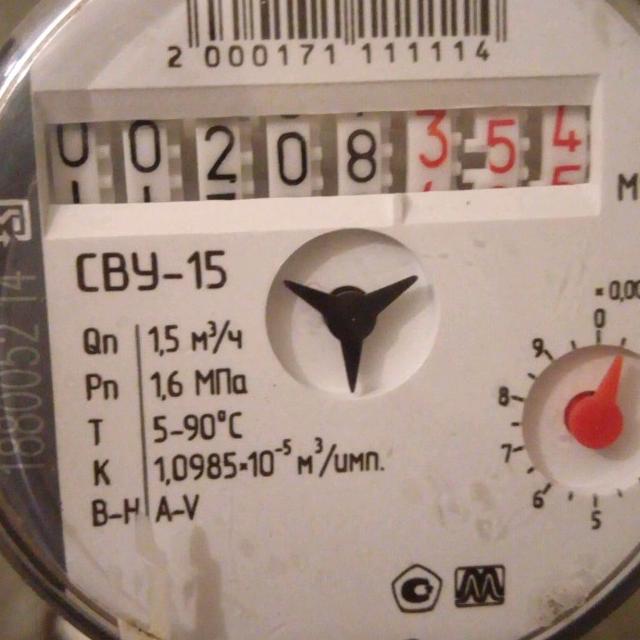 2 000171 111114
00208354
м
СВУ-15
Qn 1,5 м³/ч
Pn 1,6 МПа
T 5-90°C
K 1,0985*10⁻⁵ м³/имп.
B-H A-V
0
9
8
7
6
5